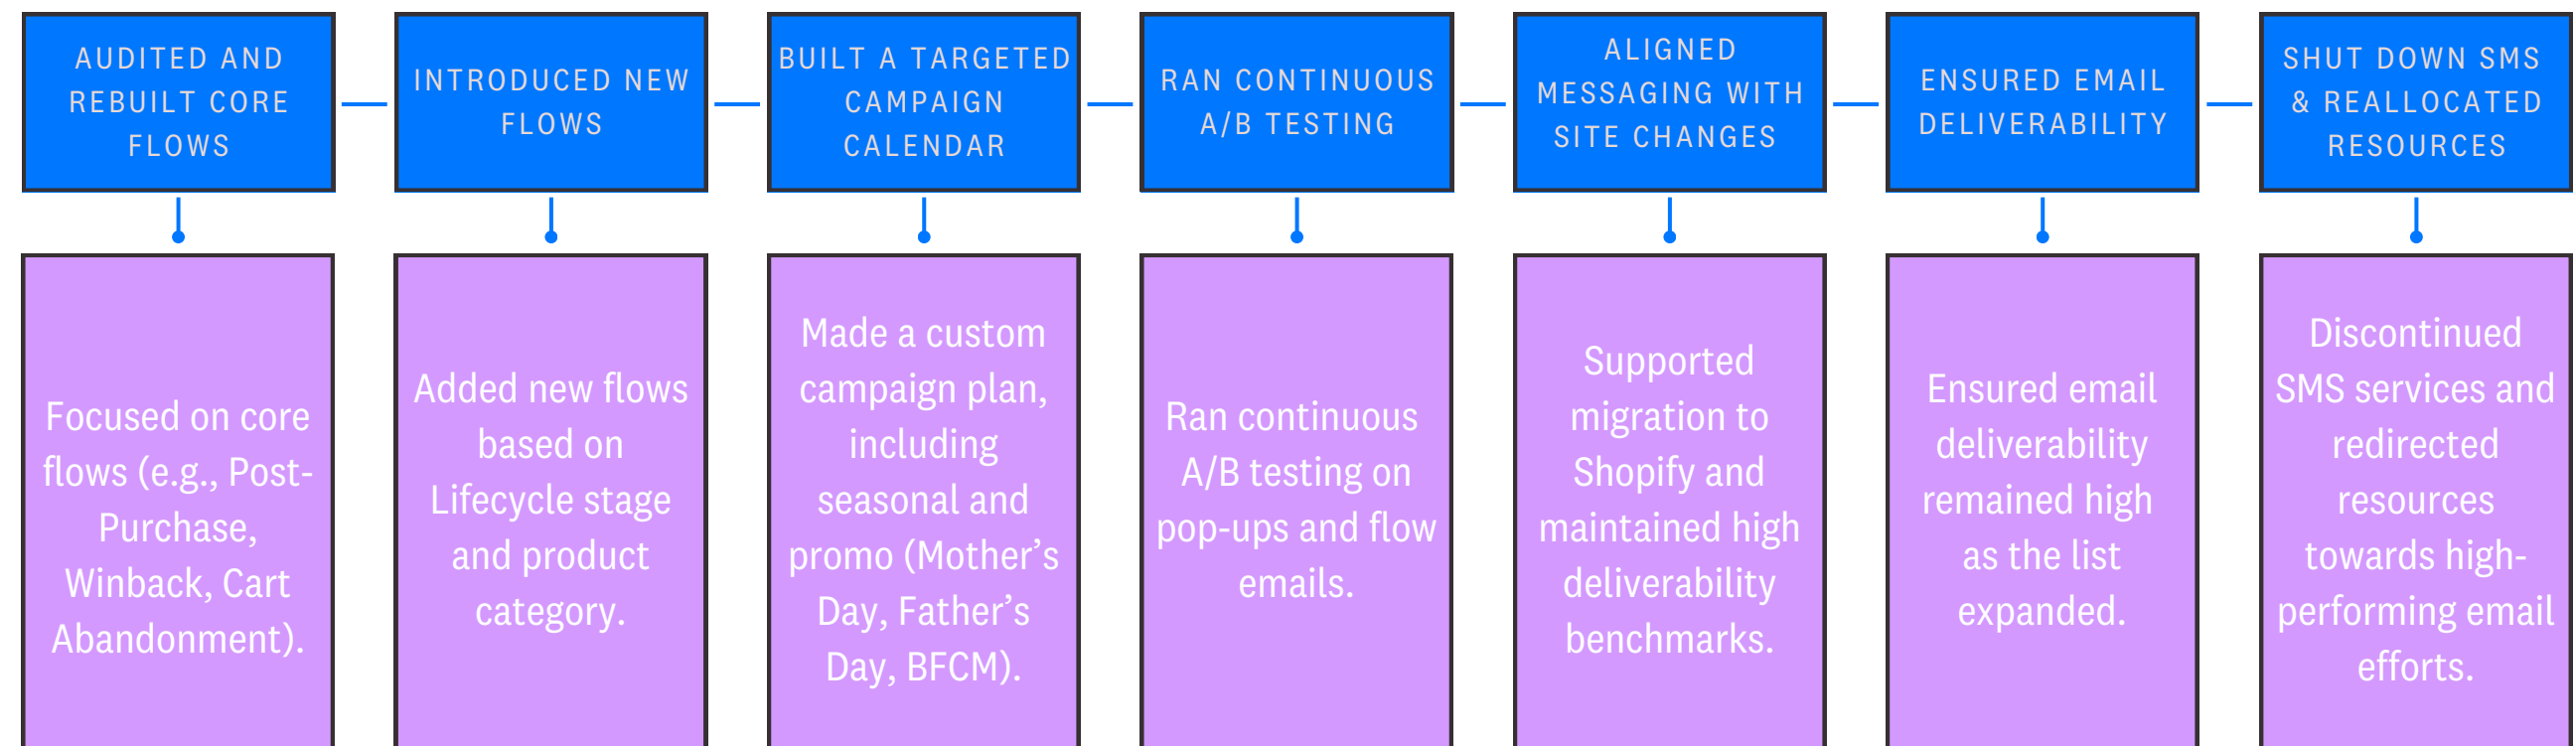 AUDITED AND
REBUILT CORE
FLOWS
INTRODUCED NEW
FLOWS
BUILT A TARGETED
CAMPAIGN
CALENDAR
RAN CONTINUOUS
A/B TESTING
ALIGNED
MESSAGING WITH
SITE CHANGES
ENSURED EMAIL
DELIVERABILITY
SHUT DOWN SMS
& REALLOCATED
RESOURCES
Focused on core
flows (e.g., Post-
Purchase,
Winback, Cart
Abandonment).
Added new flows
based on
Lifecycle stage
and product
category.
Made a custom
campaign plan,
including
seasonal and
promo (Mother’s
Day, Father’s
Day, BFCM).
Ran continuous
A/B testing on
pop-ups and flow
emails.
Supported
migration to
Shopify and
maintained high
deliverability
benchmarks.
Ensured email
deliverability
remained high
as the list
expanded.
Discontinued
SMS services and
redirected
resources
towards high-
performing email
efforts.